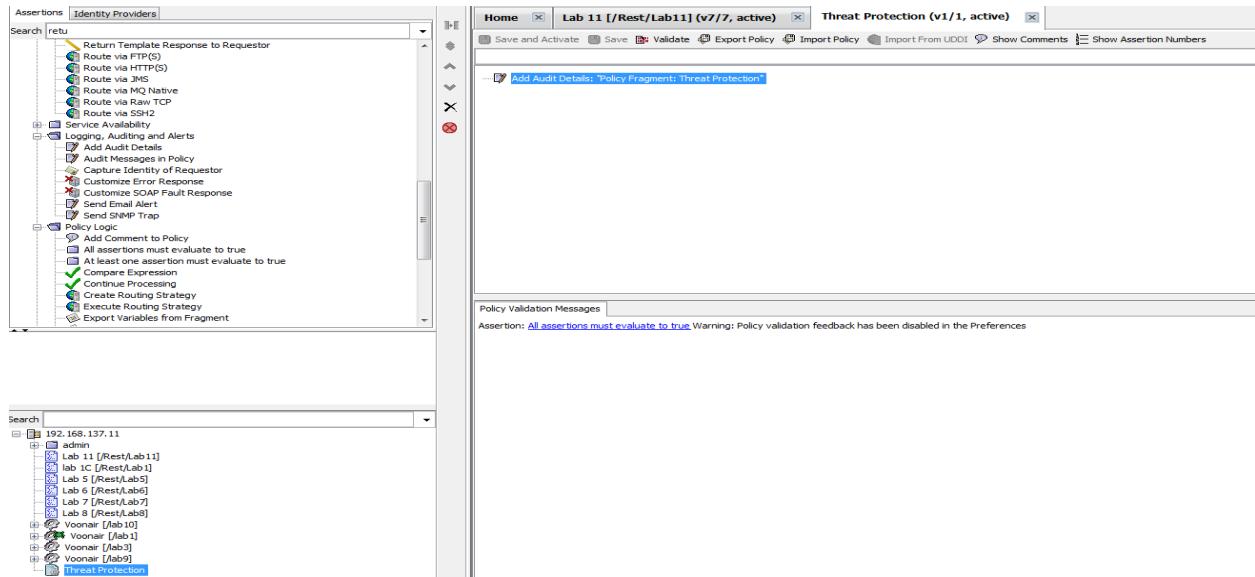 Assertions Identity Providers
Search retu
Return Template Response to Requestor
Route via FTP(S)
Route via HTTP(S)
Route via JMS
Route via MQ Native
Route via Raw TCP
Route via SSH2
Service Availability
Logging, Auditing and Alerts
Add Audit Details
Audit Messages in Policy
Capture Identity of Requestor
Customize Error Response
Customize SOAP Fault Response
Send Email Alert
Send SNMP Trap
Policy Logic
Add Comment to Policy
All assertions must evaluate to true
At least one assertion must evaluate to true
Compare Expression
Continue Processing
Create Routing Strategy
Execute Routing Strategy
Export Variables from Fragment
Search
192.168.137.11
admin
Lab 11 [/Rest/Lab11]
lab 1C [/Rest/Lab1]
Lab 5 [/Rest/Lab5]
Lab 6 [/Rest/Lab6]
Lab 7 [/Rest/Lab7]
Lab 8 [/Rest/Lab8]
Voonair [/lab10]
Voonair [/lab1]
Voonair [/lab3]
Voonair [/lab9]
Threat Protection
Home Lab 11 [/Rest/Lab11] (v7/7, active) Threat Protection (v1/1, active)
Save and Activate Save Validate Export Policy Import Policy Import From UDDI Show Comments Show Assertion Numbers
Add Audit Details: "Policy Fragment: Threat Protection"
Policy Validation Messages
Assertion: All assertions must evaluate to true Warning: Policy validation feedback has been disabled in the Preferences